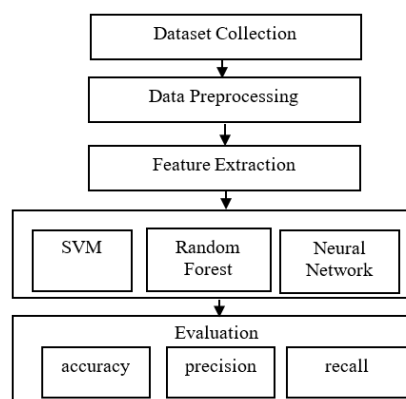 Dataset Collection
Data Preprocessing
Feature Extraction
SVM
Random
Forest
Neural
Network
Evaluation
accuracy
precision
recall